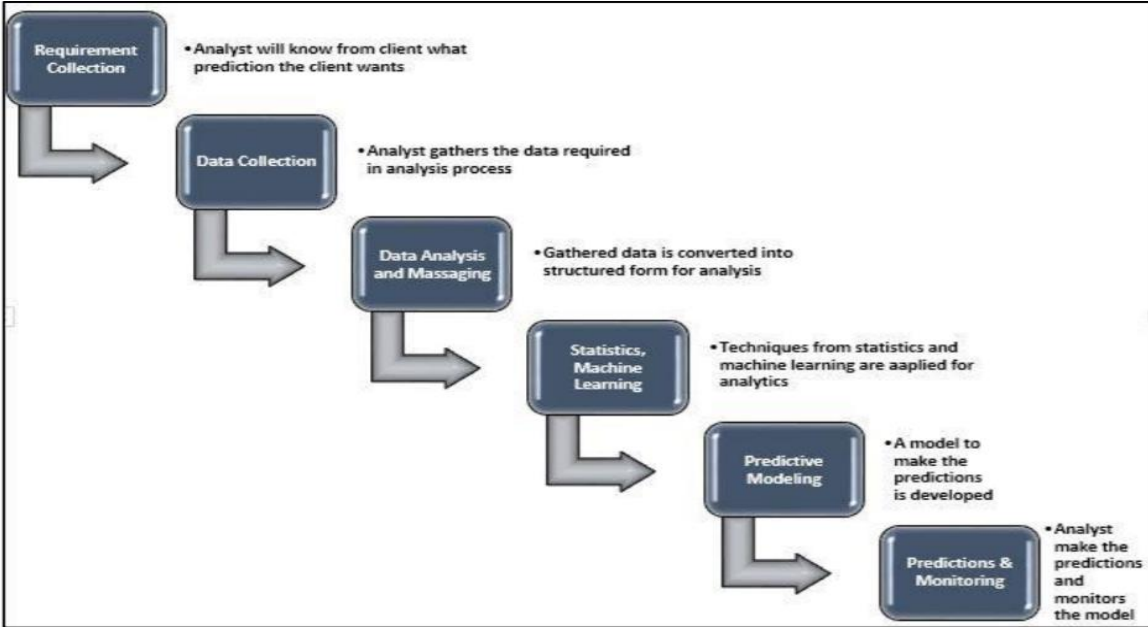 Requirement
Collection
•Analyst will know from client what
prediction the client wants
Data Collection
•Analyst gathers the data required
in analysis process
Data Analysis
and Massaging
•Gathered data is converted into
structured form for analysis
Statistics,
Machine
Learning
•Techniques from statistics and
machine learning are aaplied for
analytics
Predictive
Modeling
•A model to
make the
predictions
is developed
Predictions &
Monitoring
•Analyst
make the
predictions
and
monitors
the model